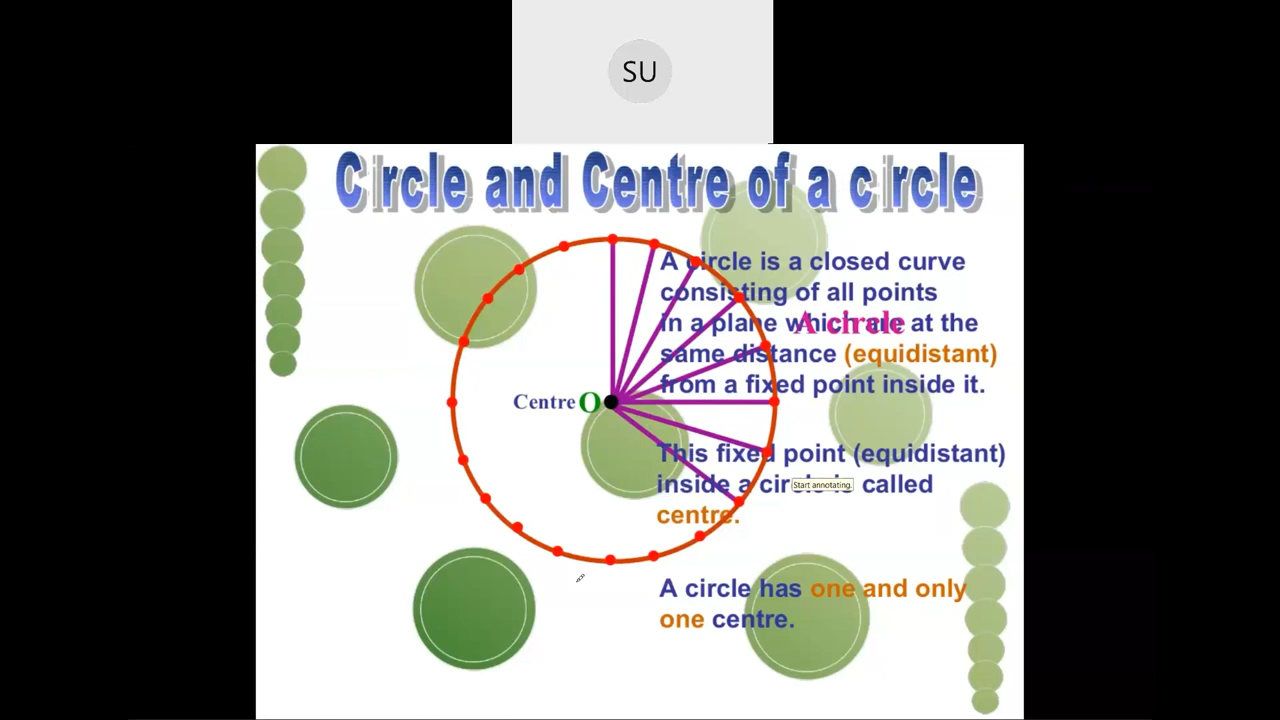 SU
Circle and Centre of a circle
A circle is a closed curve
consisting of all points
in a plane which are at the
A circle
same distance (equidistant)
from a fixed point inside it.
Centre O
This fixed point (equidistant)
inside a circle is called
Start annotating.
centre.
A circle has one and only
one centre.